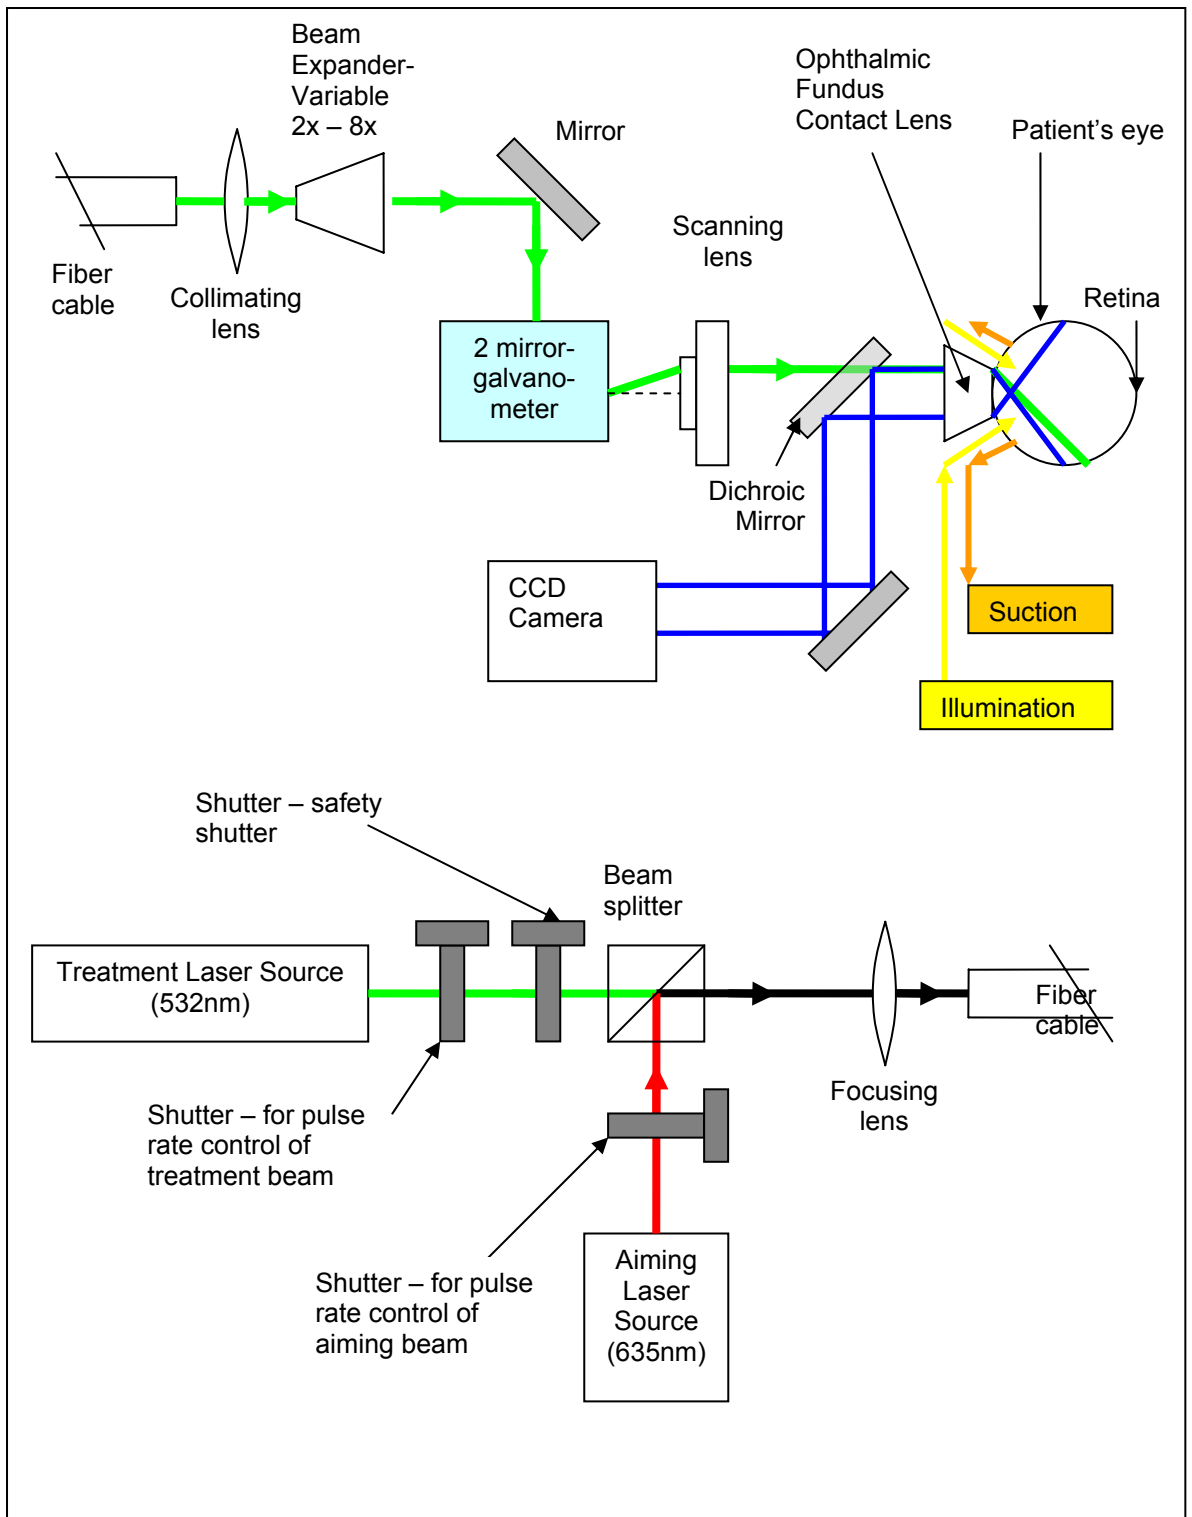 Beam
Expander-
Variable
2x – 8x
Mirror
Ophthalmic
Fundus
Contact Lens
Patient's eye
Scanning
lens
Retina
Fiber
cable
Collimating
lens
2 mirror-
galvano-
meter
Dichroic
Mirror
CCD
Camera
Suction
Illumination
Shutter – safety
shutter
Beam
splitter
Treatment Laser Source
(532nm)
Fiber
cable
Focusing
lens
Shutter – for pulse
rate control of
treatment beam
Shutter – for pulse
rate control of
aiming beam
Aiming
Laser
Source
(635nm)